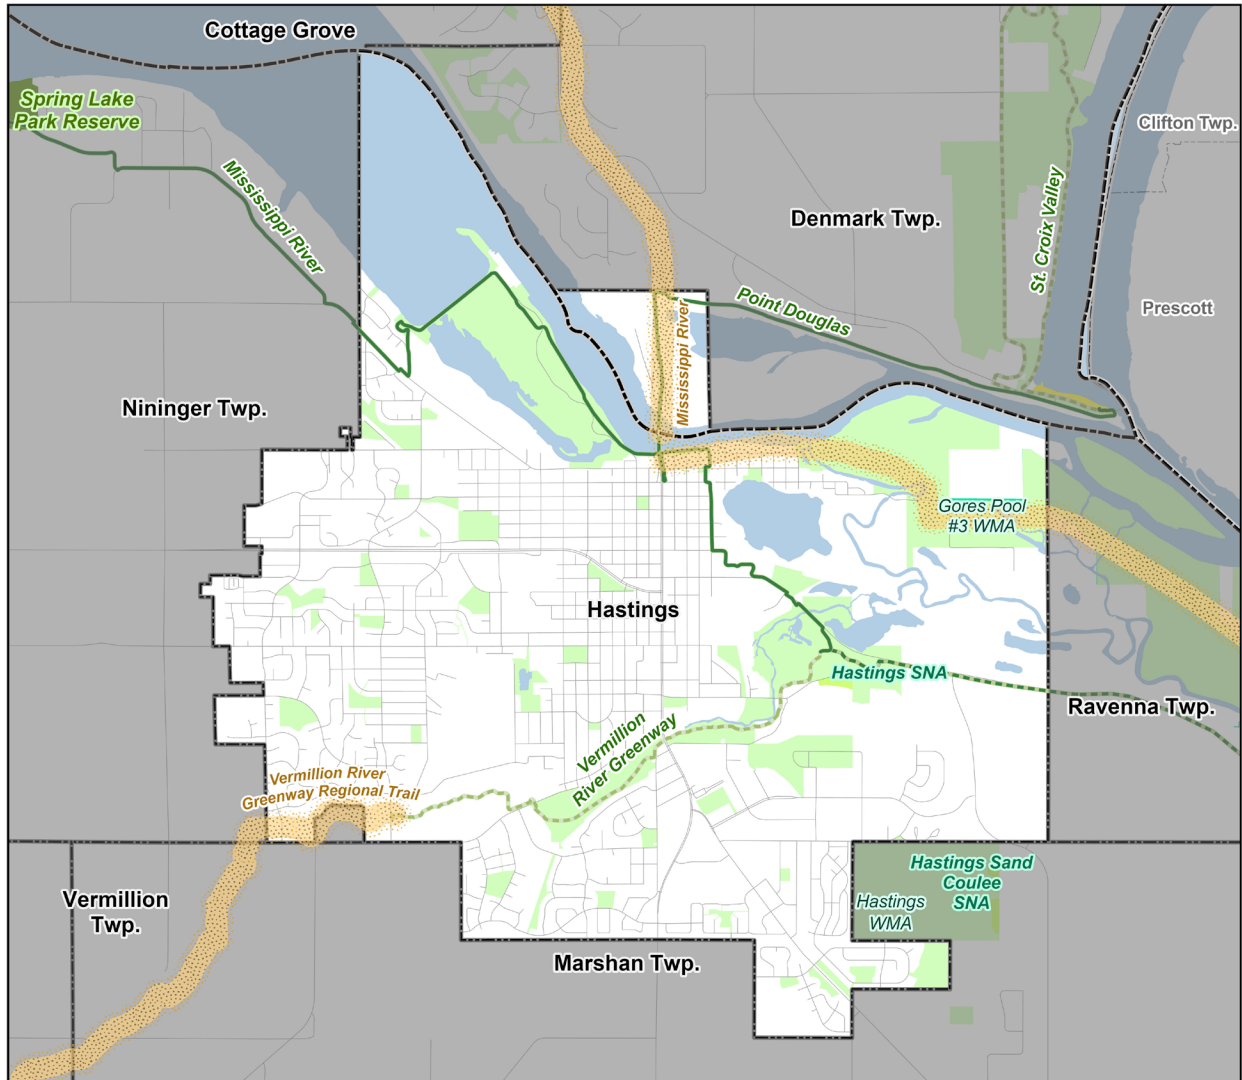 Cottage Grove
Spring Lake
Park Reserve
Clifton Twp.
Mississippi River
Denmark Twp.
St. Croix Valley
Point Douglas
Prescott
Mississippi River
Nininger Twp.
Gores Pool
#3 WMA
Hastings
Hastings SNA
Ravenna Twp.
Vermillion
River Greenway
Vermillion River
Greenway Regional Trail
Hastings Sand
Coulee
SNA
Hastings
WMA
Vermillion
Twp.
Marshan Twp.